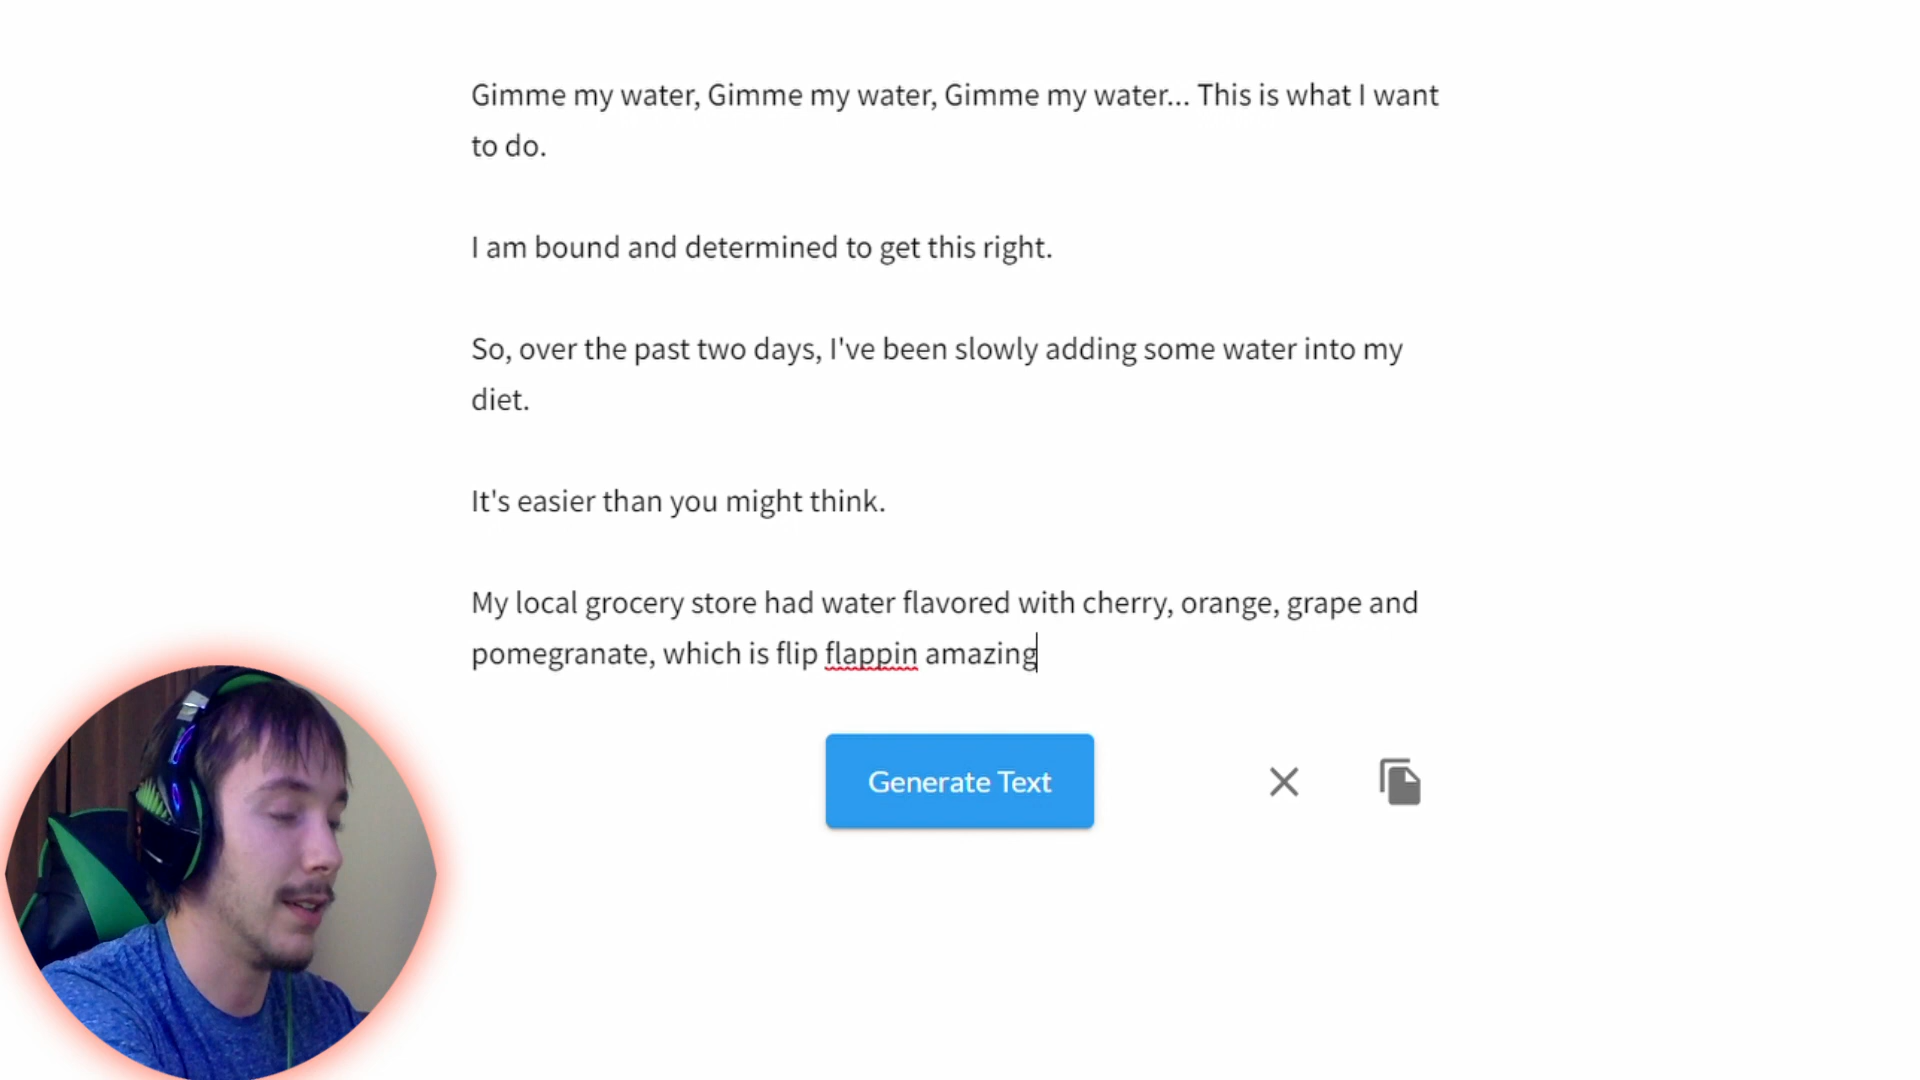 Gimme my water, Gimme my water, Gimme my water... This is what I want
to do.
I am bound and determined to get this right.
So, over the past two days, I've been slowly adding some water into my
diet.
It's easier than you might think.
My local grocery store had water flavored with cherry, orange, grape and
pomegranate, which is flip flappin amazing
Generate Text